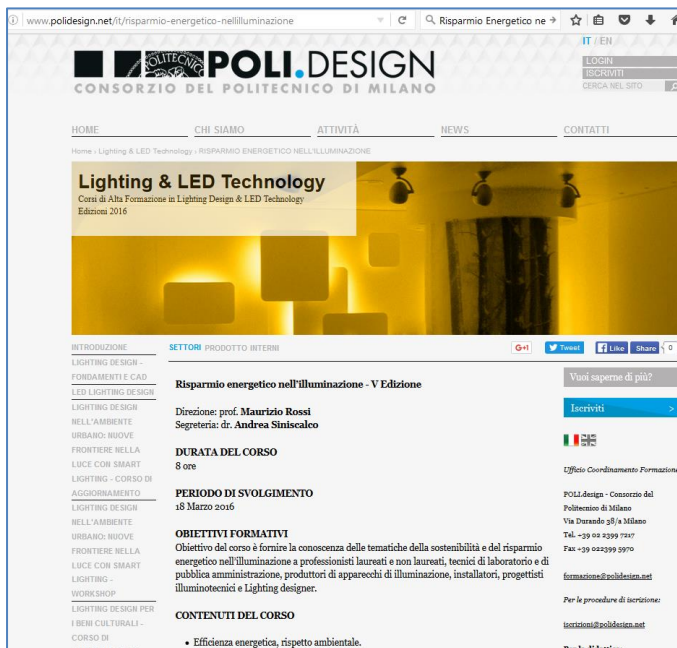 www.polidesign.net/it/risparmio-energetico-nellilluminazione
Risparmio Energetico ne
IT / EN
POLITECNICO
POLI.DESIGN
CONSORZIO DEL POLITECNICO DI MILANO
LOGIN
ISCRIVITI
CERCA NEL SITO
HOME
CHI SIAMO
ATTIVITÀ
NEWS
CONTATTI
Home › Lighting & LED Technology › RISPARMIO ENERGETICO NELL'ILLUMINAZIONE
Lighting & LED Technology
Corsi di Alta Formazione in Lighting Design & LED Technology
Edizioni 2016
INTRODUZIONE
LIGHTING DESIGN -
FONDAMENTI E CAD
LED LIGHTING DESIGN
LIGHTING DESIGN
NELL'AMBIENTE
URBANO: NUOVE
FRONTIERE NELLA
LUCE CON SMART
LIGHTING - CORSO DI
AGGIORNAMENTO
LIGHTING DESIGN
NELL'AMBIENTE
URBANO: NUOVE
FRONTIERE NELLA
LUCE CON SMART
LIGHTING -
WORKSHOP
LIGHTING DESIGN PER
I BENI CULTURALI -
CORSO DI
SETTORI PRODOTTO INTERNI
G+1
Tweet
Like
Share
0
Risparmio energetico nell'illuminazione - V Edizione
Direzione: prof. Maurizio Rossi
Segreteria: dr. Andrea Siniscalco
DURATA DEL CORSO
8 ore
PERIODO DI SVOLGIMENTO
18 Marzo 2016
OBIETTIVI FORMATIVI
Obiettivo del corso è fornire la conoscenza delle tematiche della sostenibilità e del risparmio
energetico nell'illuminazione a professionisti laureati e non laureati, tecnici di laboratorio e di
pubblica amministrazione, produttori di apparecchi di illuminazione, installatori, progettisti
illuminotecnici e Lighting designer.
CONTENUTI DEL CORSO
• Efficienza energetica, rispetto ambientale.
Vuoi saperne di più?
Iscriviti >
Ufficio Coordinamento Formazione
POLI.design - Consorzio del
Politecnico di Milano
Via Durando 38/a Milano
Tel. +39 02 2399 7217
Fax +39 022399 5970
formazione@polidesign.net
Per le procedure di iscrizione:
iscrizioni@polidesign.net
Per la didattica: